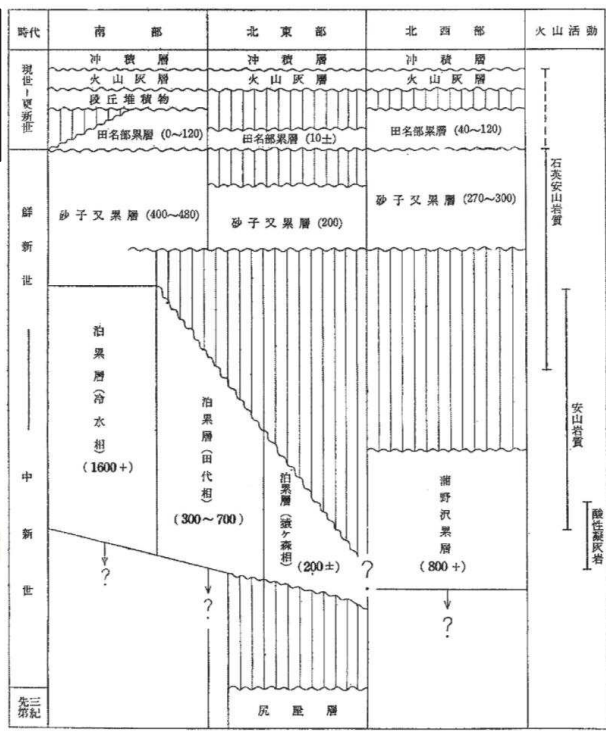 時代
南部
北東部
北西部
火山活動
現世-更新世
冲積層
冲積層
冲積層
火山灰層
火山灰層
火山灰層
段丘堆積物
田名部累層 (0~120)
田名部累層 (10±)
田名部累層 (40~120)
鮮新世
砂子又累層 (400~480)
砂子又累層 (200)
砂子又累層 (270~300)
石英安山岩質
中新世
泊累層(冷水相)
(1600+)
泊累層(田代相)
(300~700)
泊累層(猿ヶ森相)
(200±)
蒲野沢累層
(800+)
安山岩質
酸性凝灰岩
?
?
?
?
先第三紀
尻屋層